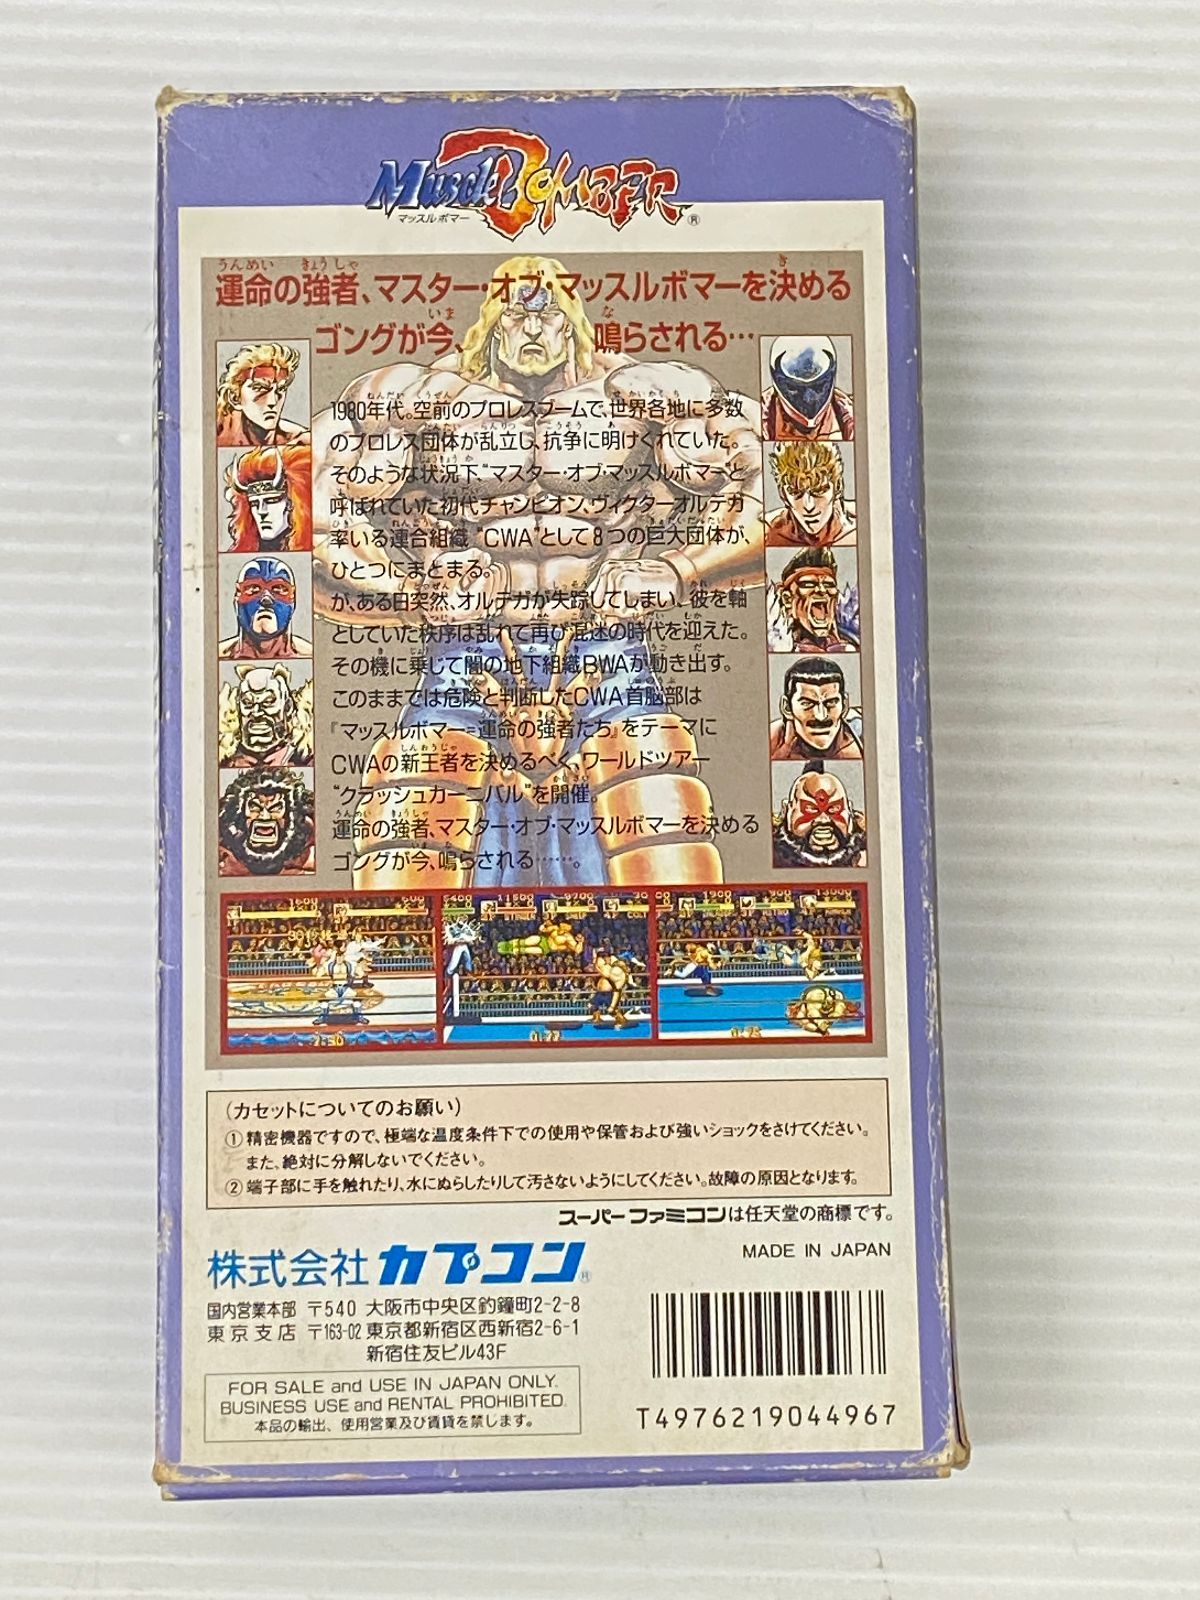 Muscle BOMBER
マッスルボマー ®
運命の強者、マスター・オブ・マッスルボマーを決める
ゴングが今、鳴らされる…
1980年代。空前のプロレスブームで、世界各地に多数
のプロレス団体が乱立し、抗争に明けくれていた。
そのような状況下、“マスター・オブ・マッスルボマー”と
呼ばれていた初代チャンピオン、ヴィクターオルテガ
率いる連合組織“CWA”として8つの巨大団体が、
ひとつにまとまる。
が、ある日突然、オルテガが失踪してしまい、彼を軸
としていた秩序は乱れて再び混迷の時代を迎えた。
その機に乗じて闇の地下組織BWAが動き出す。
このままでは危険と判断したCWA首脳部は
『マッスルボマー＝運命の強者たち』をテーマに
CWAの新王者を決めるべく、ワールドツアー
“クラッシュカーニバル”を開催。
運命の強者、マスター・オブ・マッスルボマーを決める
ゴングが今、鳴らされる……。
(カセットについてのお願い)
① 精密機器ですので、極端な温度条件下での使用や保管および強いショックをさけてください。
また、絶対に分解しないでください。
② 端子部に手を触れたり、水にぬらしたりして汚さないようにしてください。故障の原因となります。
スーパーファミコンは任天堂の商標です。
MADE IN JAPAN
株式会社カプコン®
国内営業本部 〒540 大阪市中央区釣鐘町2-2-8
東京支店 〒163-02 東京都新宿区西新宿2-6-1
新宿住友ビル43F
FOR SALE and USE IN JAPAN ONLY.
BUSINESS USE and RENTAL PROHIBITED.
本品の輸出、使用営業及び賃貸を禁じます。
T4976219044967